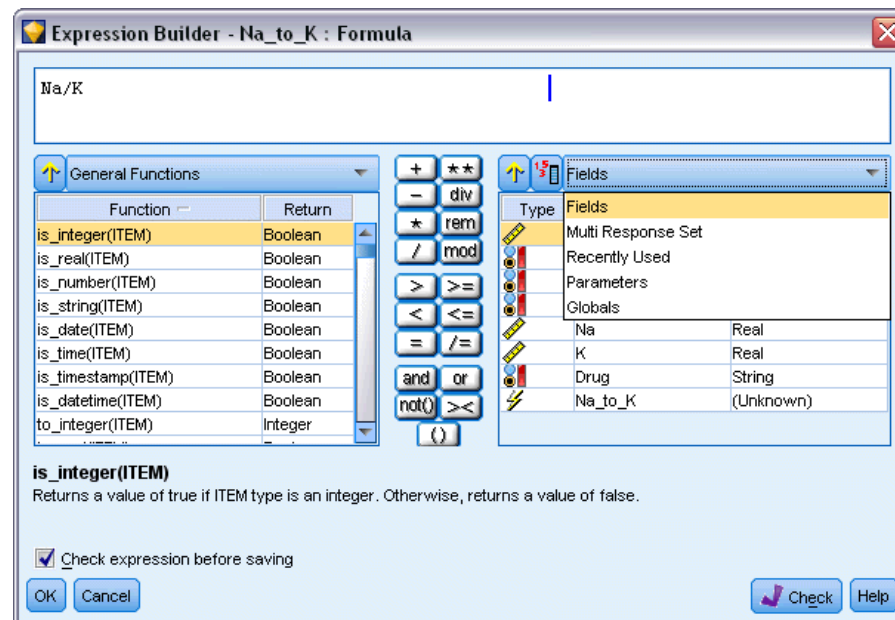 Expression Builder - Na_to_K : Formula
Na/K
General Functions
Fields
Function Return
is_integer(ITEM) Boolean
is_real(ITEM) Boolean
is_number(ITEM) Boolean
is_string(ITEM) Boolean
is_date(ITEM) Boolean
is_time(ITEM) Boolean
is_timestamp(ITEM) Boolean
is_datetime(ITEM) Boolean
to_integer(ITEM) Integer
+ **
- div
* rem
/ mod
> >=
< <=
= /=
and or
not() ><
()
Type
Fields
Multi Response Set
Recently Used
Parameters
Globals
Na Real
K Real
Drug String
Na_to_K (Unknown)
is_integer(ITEM)
Returns a value of true if ITEM type is an integer. Otherwise, returns a value of false.
Check expression before saving
OK Cancel Check Help